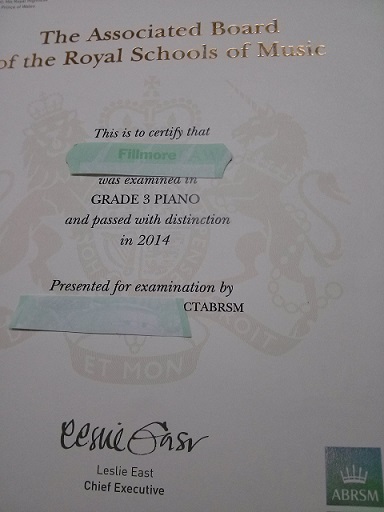 The Associated Board
of the Royal Schools of Music
This is to certify that
Fillmore
was examined in
GRADE 3 PIANO
and passed with distinction
in 2014
Presented for examination by
CTABRSM
ET MON
Leslie East
Leslie East
Chief Executive
ABRSM